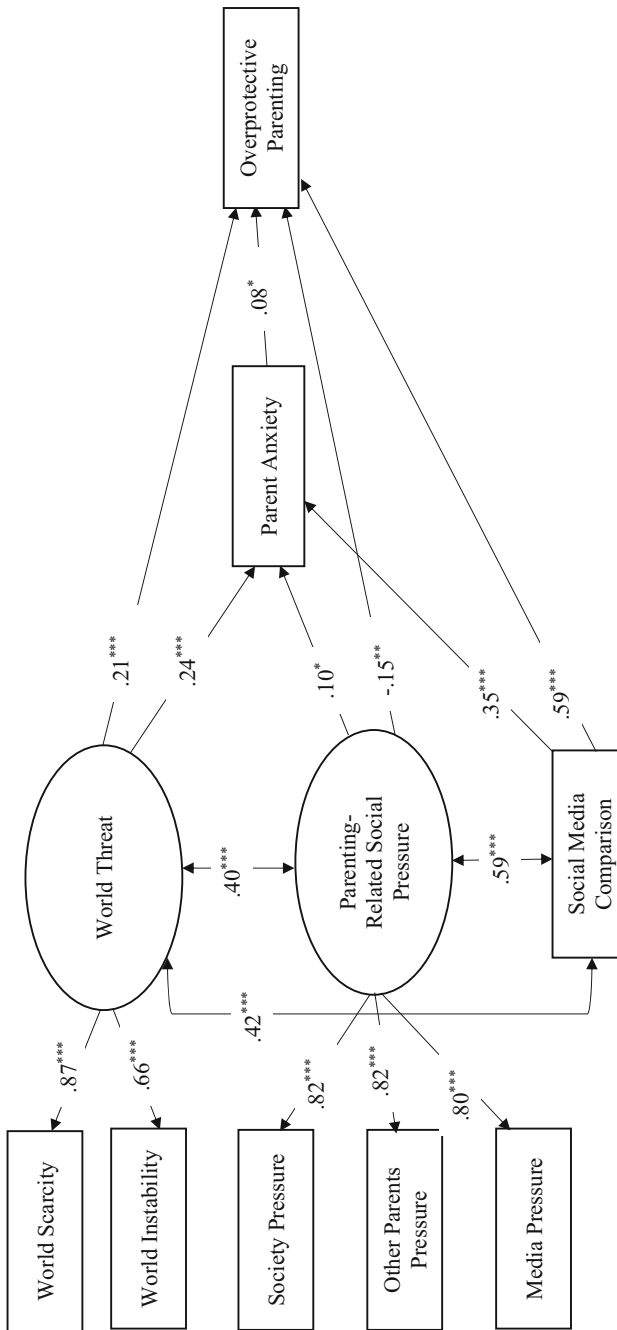 World Scarcity
World Instability
Society Pressure
Other Parents
Pressure
Media Pressure
.87***
.66***
.82***
.82***
.80***
World Threat
Parenting-
Related Social
Pressure
Social Media
Comparison
.40***
.59***
.42***
.21***
.24***
.10*
-.15**
.35***
.59***
Parent Anxiety
.08*
Overprotective
Parenting